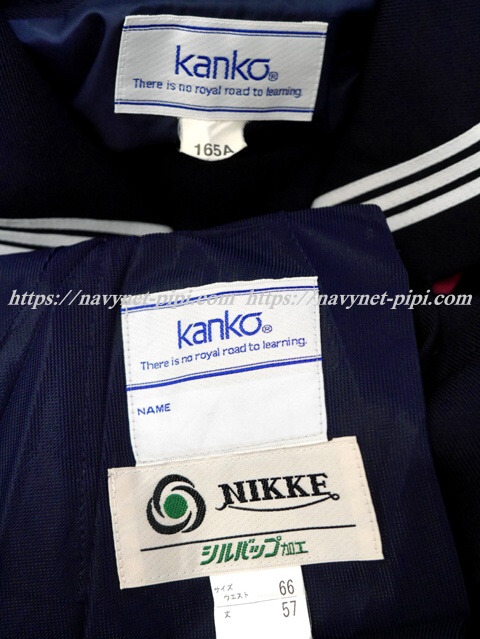 kanko®
There is no royal road to learning.
165A
https://navynet-pipi.com https://navynet-pipi.com
kanko®
There is no royal road to learning.
NAME
NIKKE
シルバップ加工
サイズ
ウエスト 66
丈 57